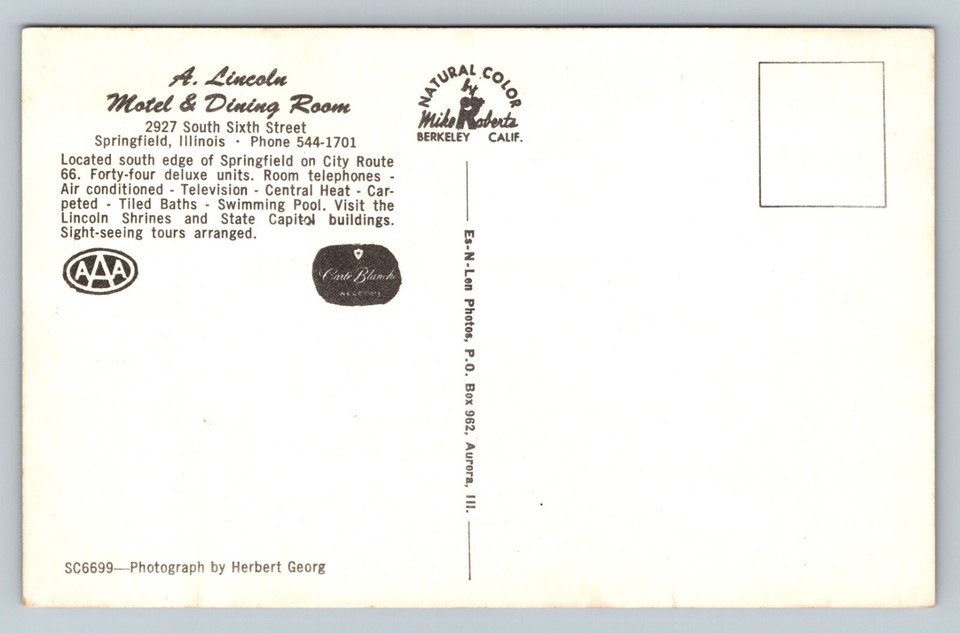 A. Lincoln
Motel & Dining Room
2927 South Sixth Street
Springfield, Illinois · Phone 544-1701
Located south edge of Springfield on City Route
66. Forty-four deluxe units. Room telephones -
Air conditioned - Television - Central Heat - Car-
peted - Tiled Baths - Swimming Pool. Visit the
Lincoln Shrines and State Capitol buildings.
Sight-seeing tours arranged.
AAA
Carte Blanche
WELCOME
SC6699—Photograph by Herbert Georg
NATURAL COLOR
by
Mike Roberts
BERKELEY CALIF.
Es-N-Len Photos, P.O. Box 962, Aurora, Ill.